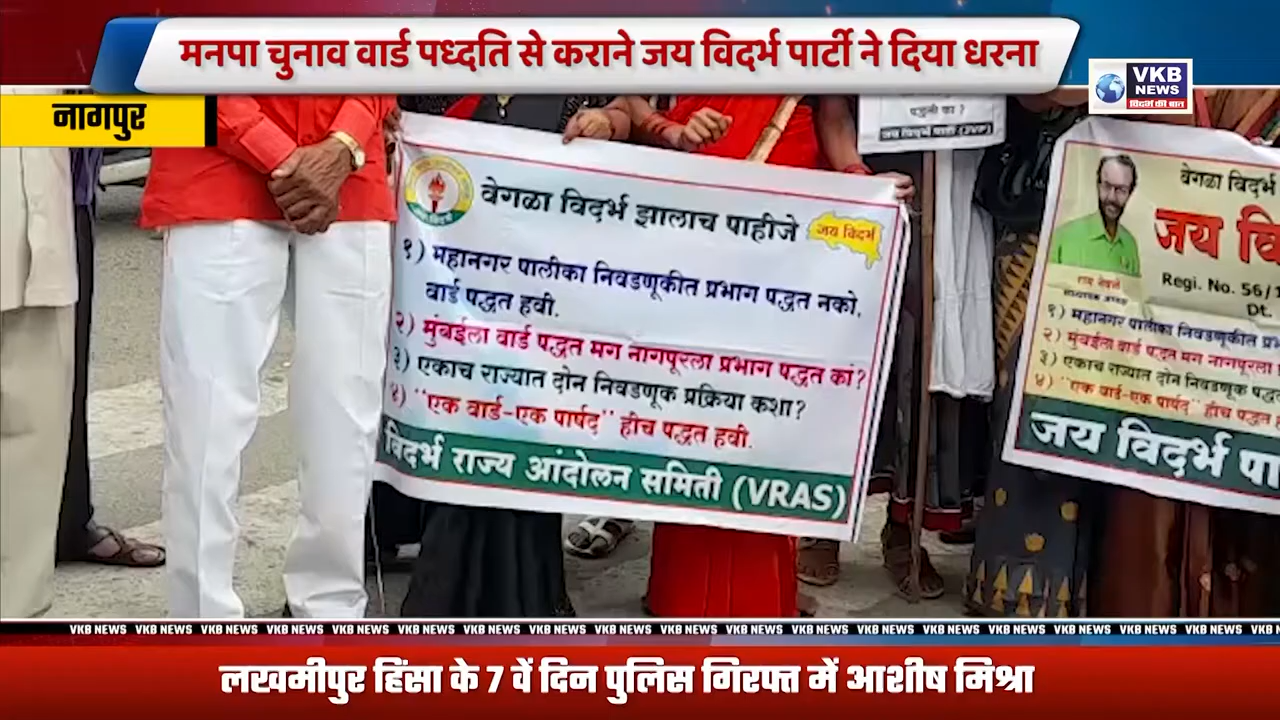 मनपा चुनाव वार्ड पध्दति से कराने जय विदर्भ पार्टी ने दिया धरना
VKB
NEWS
विदर्भ की बात
नागपुर
जय विदर्भ पार्टी (JVP)
वेगळा विदर्भ झालाच पाहीजे
जय विदर्भ
१) महानगर पालीका निवडणूकीत प्रभाग पद्धत नको,
वार्ड पद्धत हवी.
२) मुंबईला वार्ड पद्धत मग नागपूरला प्रभाग पद्धत कां?
३) एकाच राज्यात दोन निवडणूक प्रक्रिया कशा?
४) "एक वार्ड-एक पार्षद" हीच पद्धत हवी.
विदर्भ राज्य आंदोलन समिती (VRAS)
वेगळा विदर्भ
जय वि
Regi. No. 56/1
Dt.
१) महानगर पालीका निवडणूकीत प्रभ
२) मुंबईला वार्ड पद्धत मग नागपूरला
३) एकाच राज्यात दोन निवडणूक पद्ध
४) "एक वार्ड-एक पार्षद" हीच पद्धत ह
जय विदर्भ पा
VKB NEWS VKB NEWS VKB NEWS VKB NEWS VKB NEWS VKB NEWS VKB NEWS VKB NEWS VKB NEWS VKB NEWS VKB NEWS VKB NEWS VKB NEWS VKB NEWS VKB NEWS VKB NEWS VKB NEWS VKB NEWS VKB N
लखमीपुर हिंसा के 7 वें दिन पुलिस गिरफ्त में आशीष मिश्रा